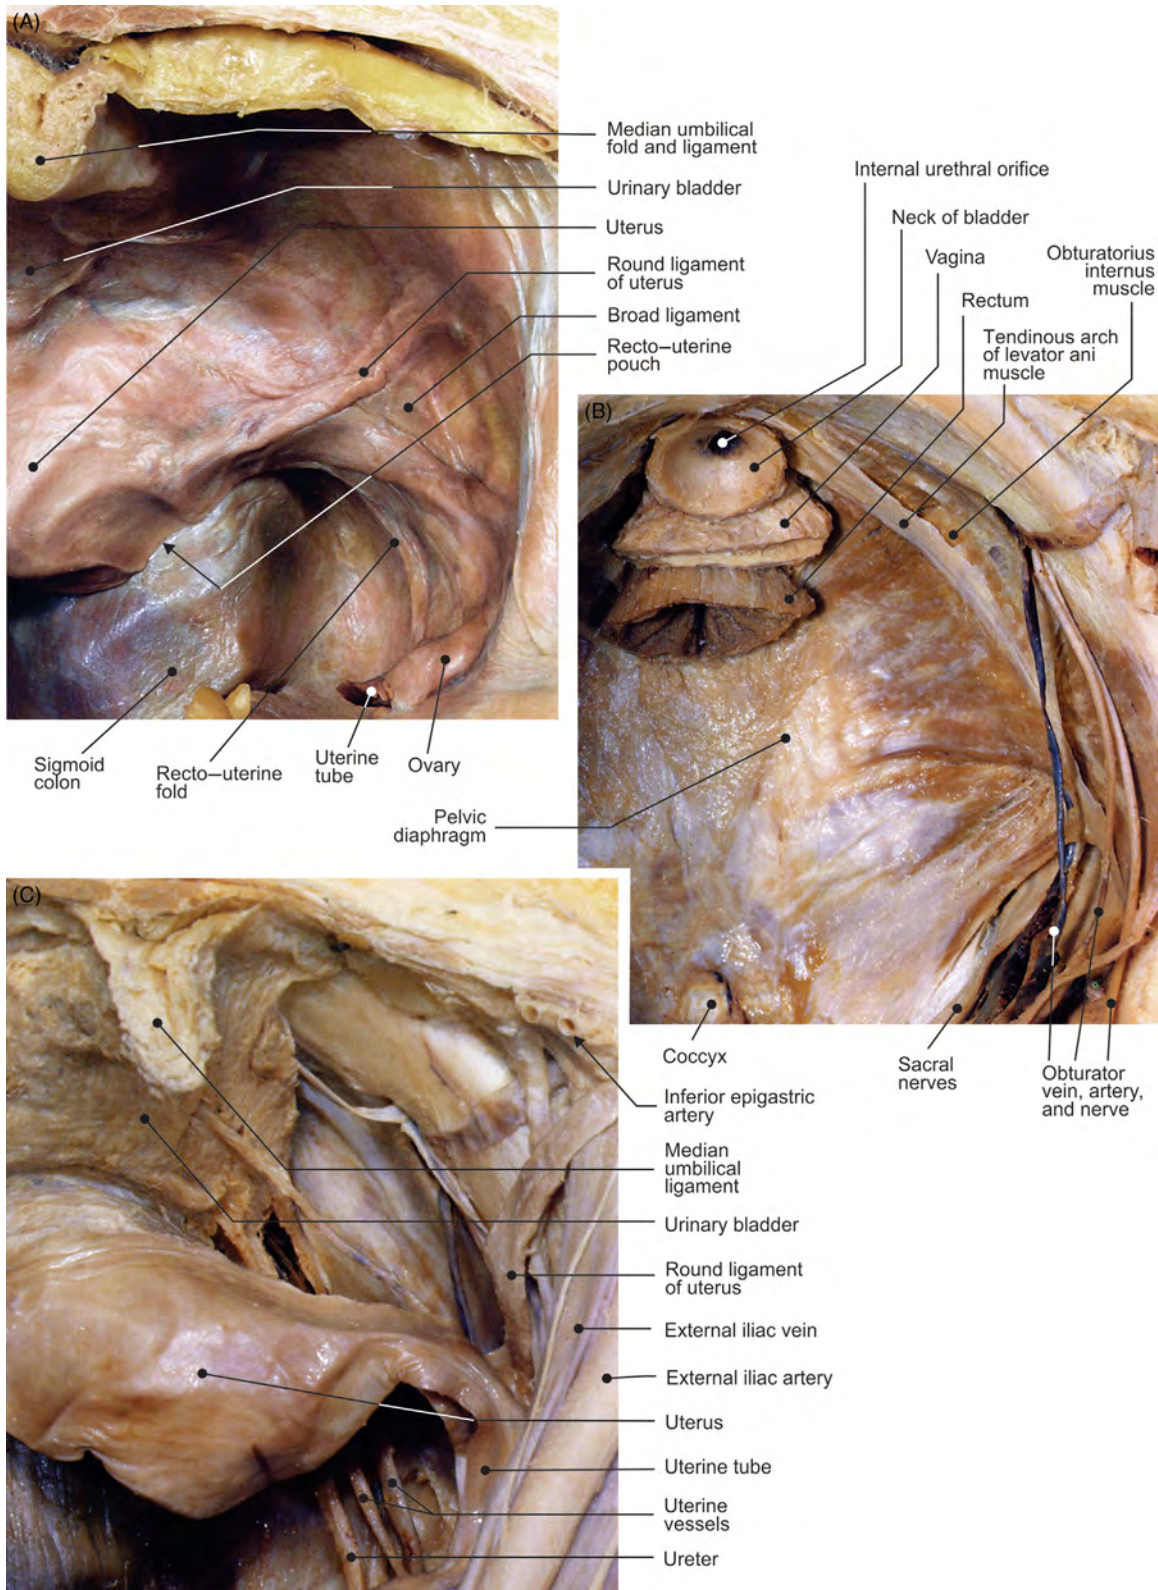 (A)
Median umbilical
fold and ligament
Urinary bladder
Uterus
Round ligament
of uterus
Broad ligament
Recto–uterine
pouch
Sigmoid
colon
Recto–uterine
fold
Uterine
tube
Ovary
Internal urethral orifice
Neck of bladder
Vagina
Obturatorius
internus
muscle
Rectum
Tendinous arch
of levator ani
muscle
(B)
Pelvic
diaphragm
Coccyx
Sacral
nerves
Obturator
vein, artery,
and nerve
(C)
Inferior epigastric
artery
Median
umbilical
ligament
Urinary bladder
Round ligament
of uterus
External iliac vein
External iliac artery
Uterus
Uterine tube
Uterine
vessels
Ureter